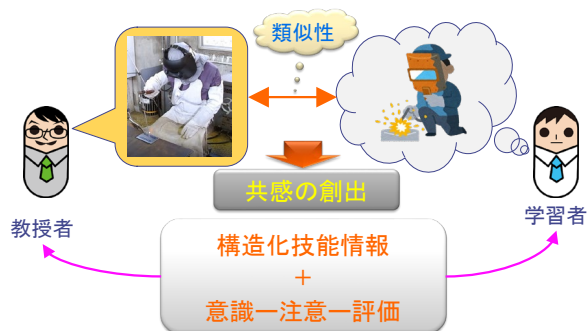 類似性
共感の創出
教授者
学習者
構造化技能情報
+
意識ー注意ー評価